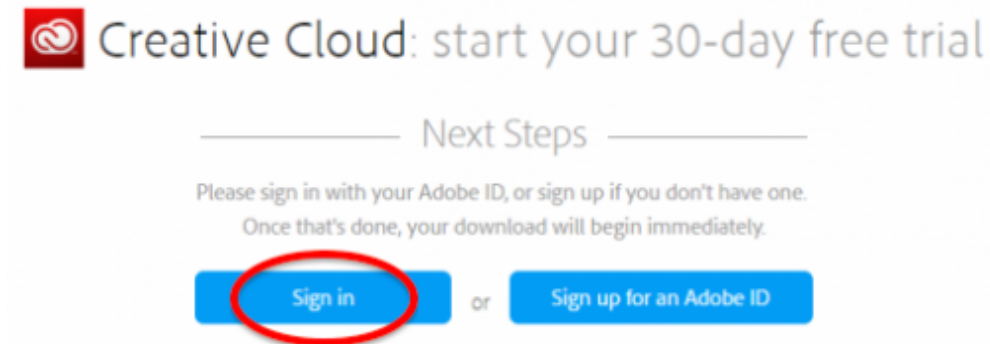 Creative Cloud: start your 30-day free trial
Next Steps
Please sign in with your Adobe ID, or sign up if you don't have one.
Once that's done, your download will begin immediately.
Sign in or Sign up for an Adobe ID